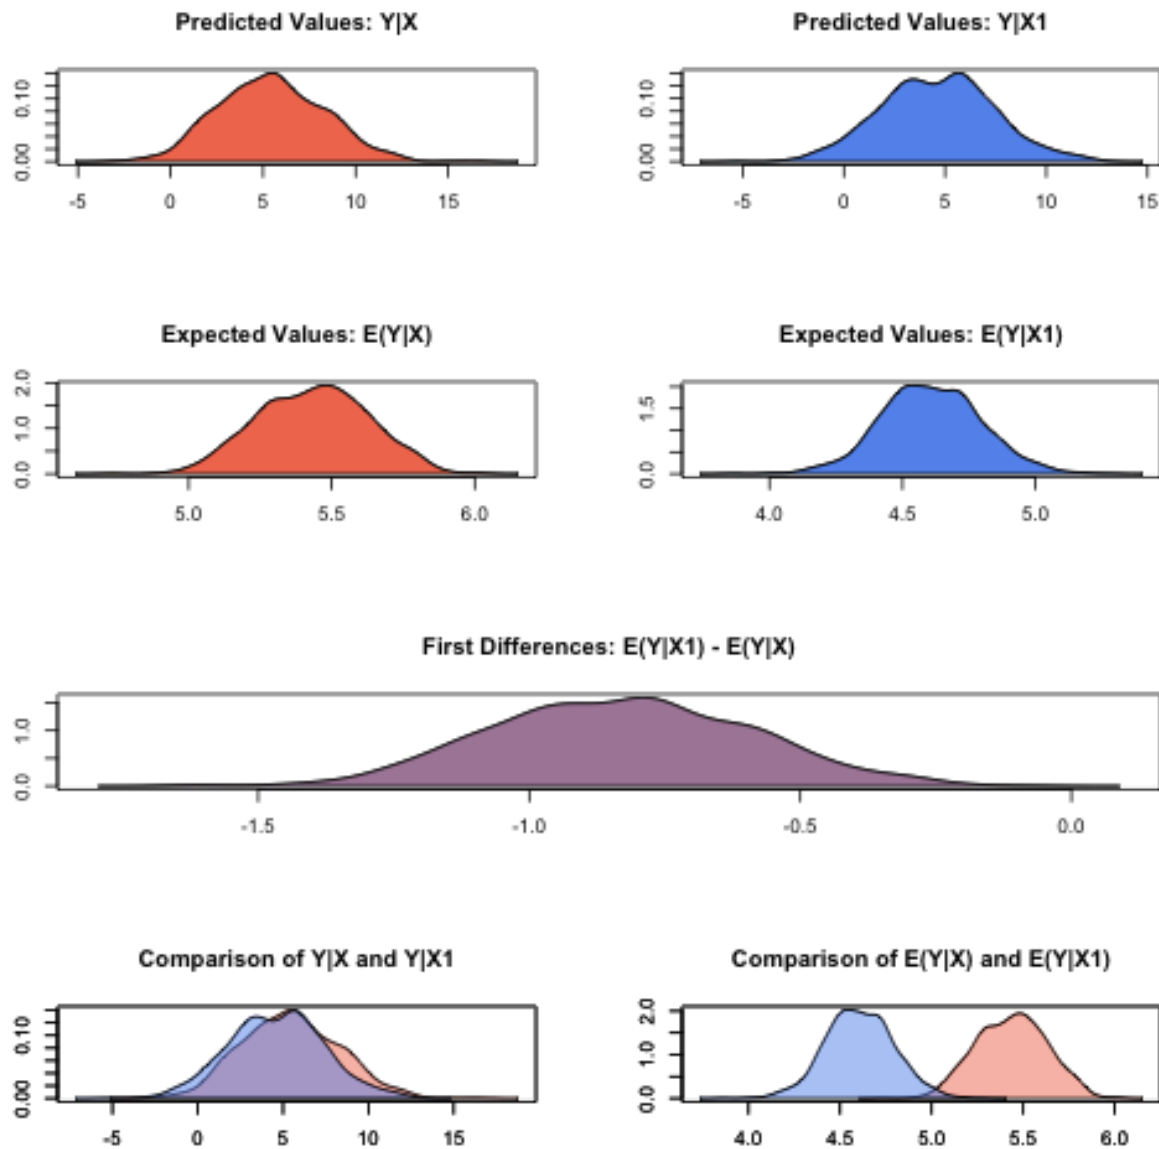 Predicted Values: Y|X
0.00 0.10
-5 0 5 10 15
Predicted Values: Y|X1
0.00 0.10
-5 0 5 10 15
Expected Values: E(Y|X)
0.0 1.0 2.0
5.0 5.5 6.0
Expected Values: E(Y|X1)
0.0 1.5
4.0 4.5 5.0
First Differences: E(Y|X1) - E(Y|X)
0.0 1.0
-1.5 -1.0 -0.5 0.0
Comparison of Y|X and Y|X1
0.00 0.10
-5 0 5 10 15
Comparison of E(Y|X) and E(Y|X1)
0.0 1.0 2.0
4.0 4.5 5.0 5.5 6.0